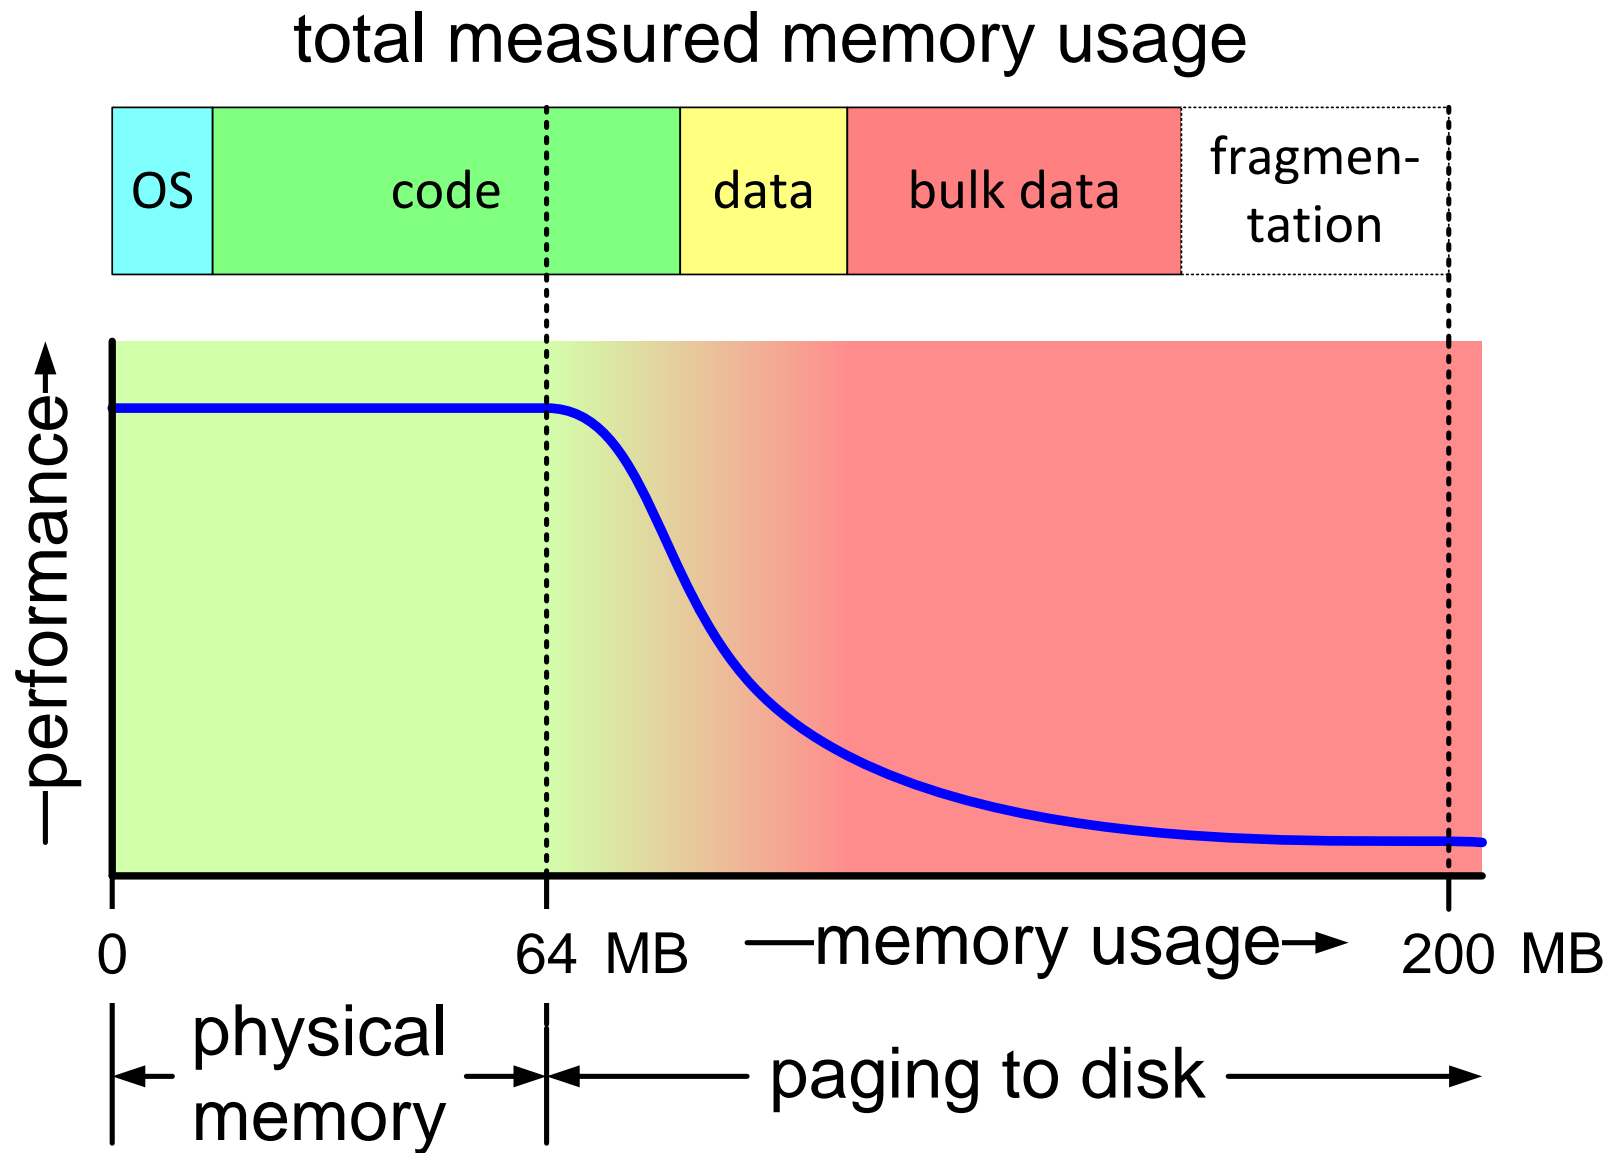 total measured memory usage
OS
code
data
bulk data
fragmen-
tation
performance
0
64 MB
memory usage
200 MB
physical
memory
paging to disk